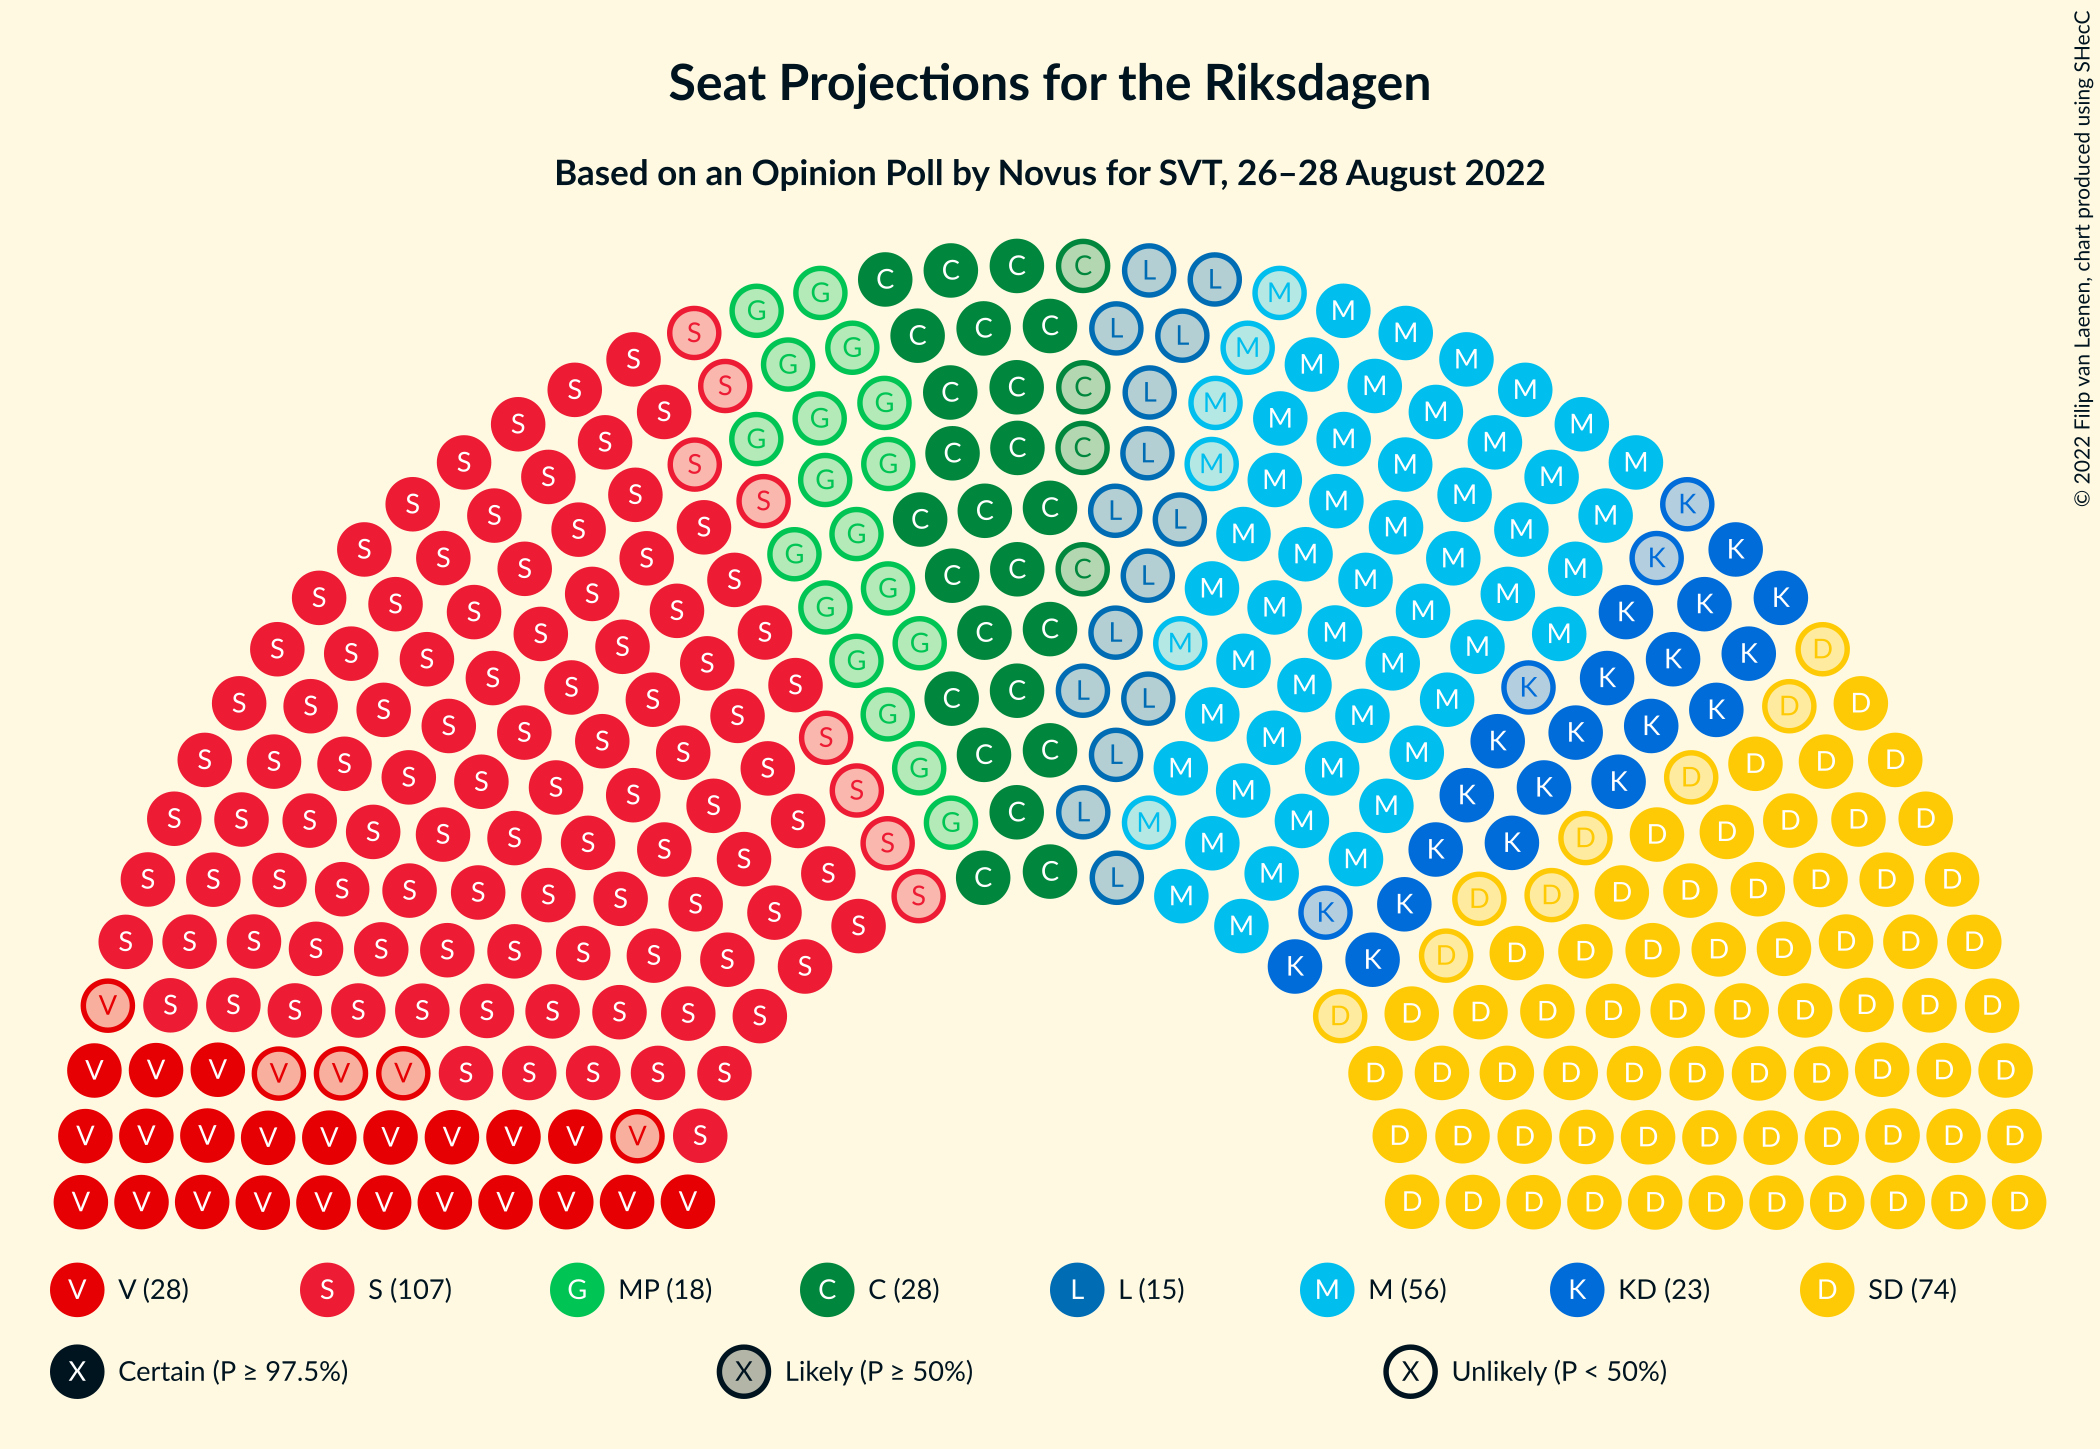 Seat Projections for the Riksdagen
Based on an Opinion Poll by Novus for SVT, 26–28 August 2022
© 2022 Filip van Laenen, chart produced using SHecC
V V (28) S S (107) G MP (18) C C (28) L L (15) M M (56) K KD (23) D SD (74)
X Certain (P ≥ 97.5%) X Likely (P ≥ 50%) X Unlikely (P < 50%)